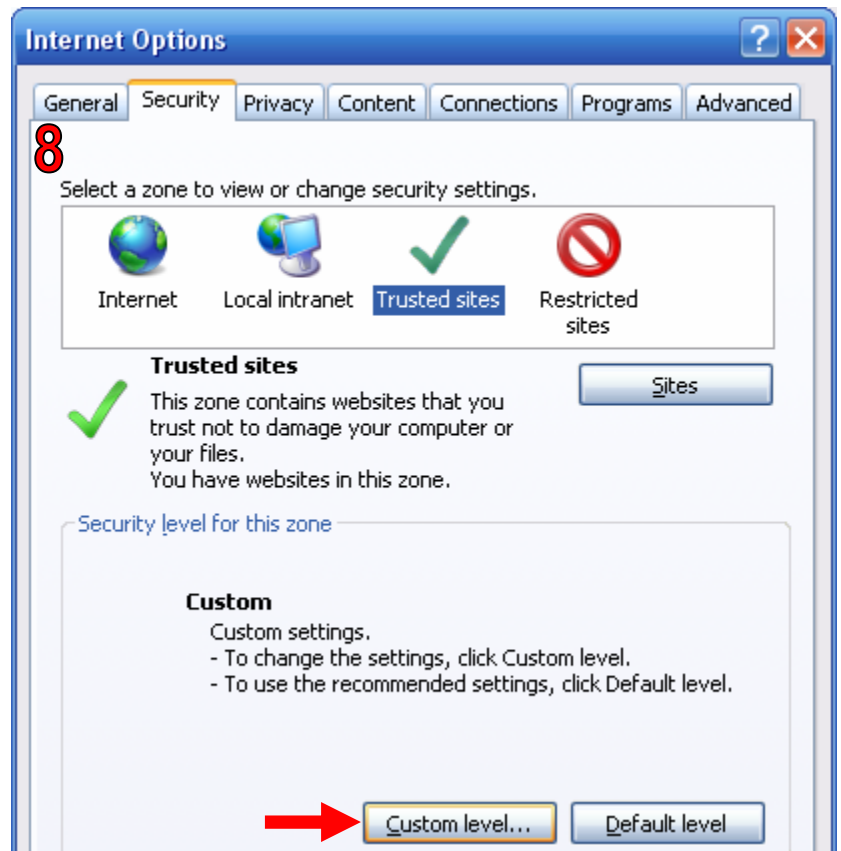 Internet Options
General Security Privacy Content Connections Programs Advanced
8
Select a zone to view or change security settings.
Internet Local intranet Trusted sites Restricted
sites
Trusted sites
Sites
This zone contains websites that you
trust not to damage your computer or
your files.
You have websites in this zone.
Security level for this zone
Custom
Custom settings.
- To change the settings, click Custom level.
- To use the recommended settings, click Default level.
Custom level... Default level